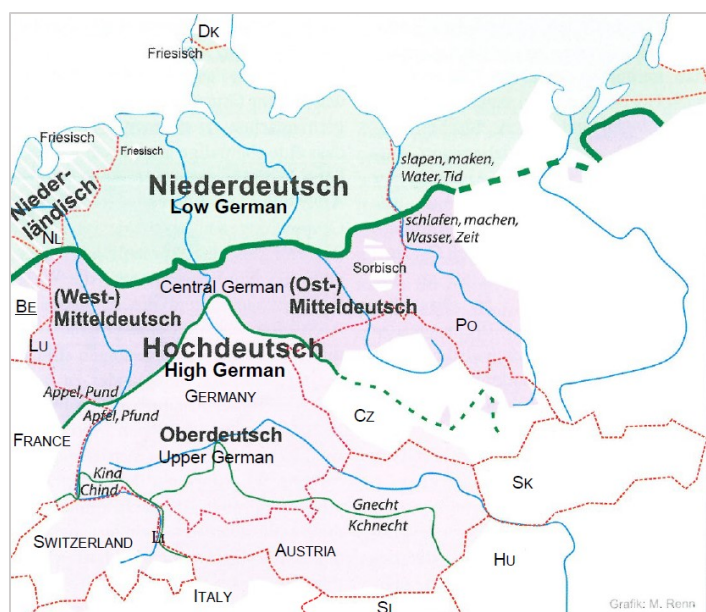 DK
Friesisch
Friesisch
Friesisch
Nieder-
ländisch
NL
Niederdeutsch
Low German
slapen, maken,
Water, Tid
schlafen, machen,
Wasser, Zeit
Sorbisch
BE
LU
(West-)
Mitteldeutsch
Central German
(Ost-)
Mitteldeutsch
PO
Hochdeutsch
High German
GERMANY
Appel, Pund
Apfel, Pfund
FRANCE
CZ
Oberdeutsch
Upper German
Kind
Chind
SK
Gnecht
Kchnecht
SWITZERLAND
LI
AUSTRIA
HU
ITALY
SL
Grafik: M. Renn